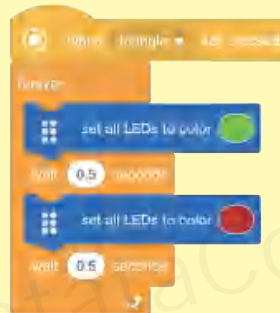 when triangle key pressed
forever
set all LEDs to color
wait 0.5 seconds
set all LEDs to color
wait 0.5 seconds